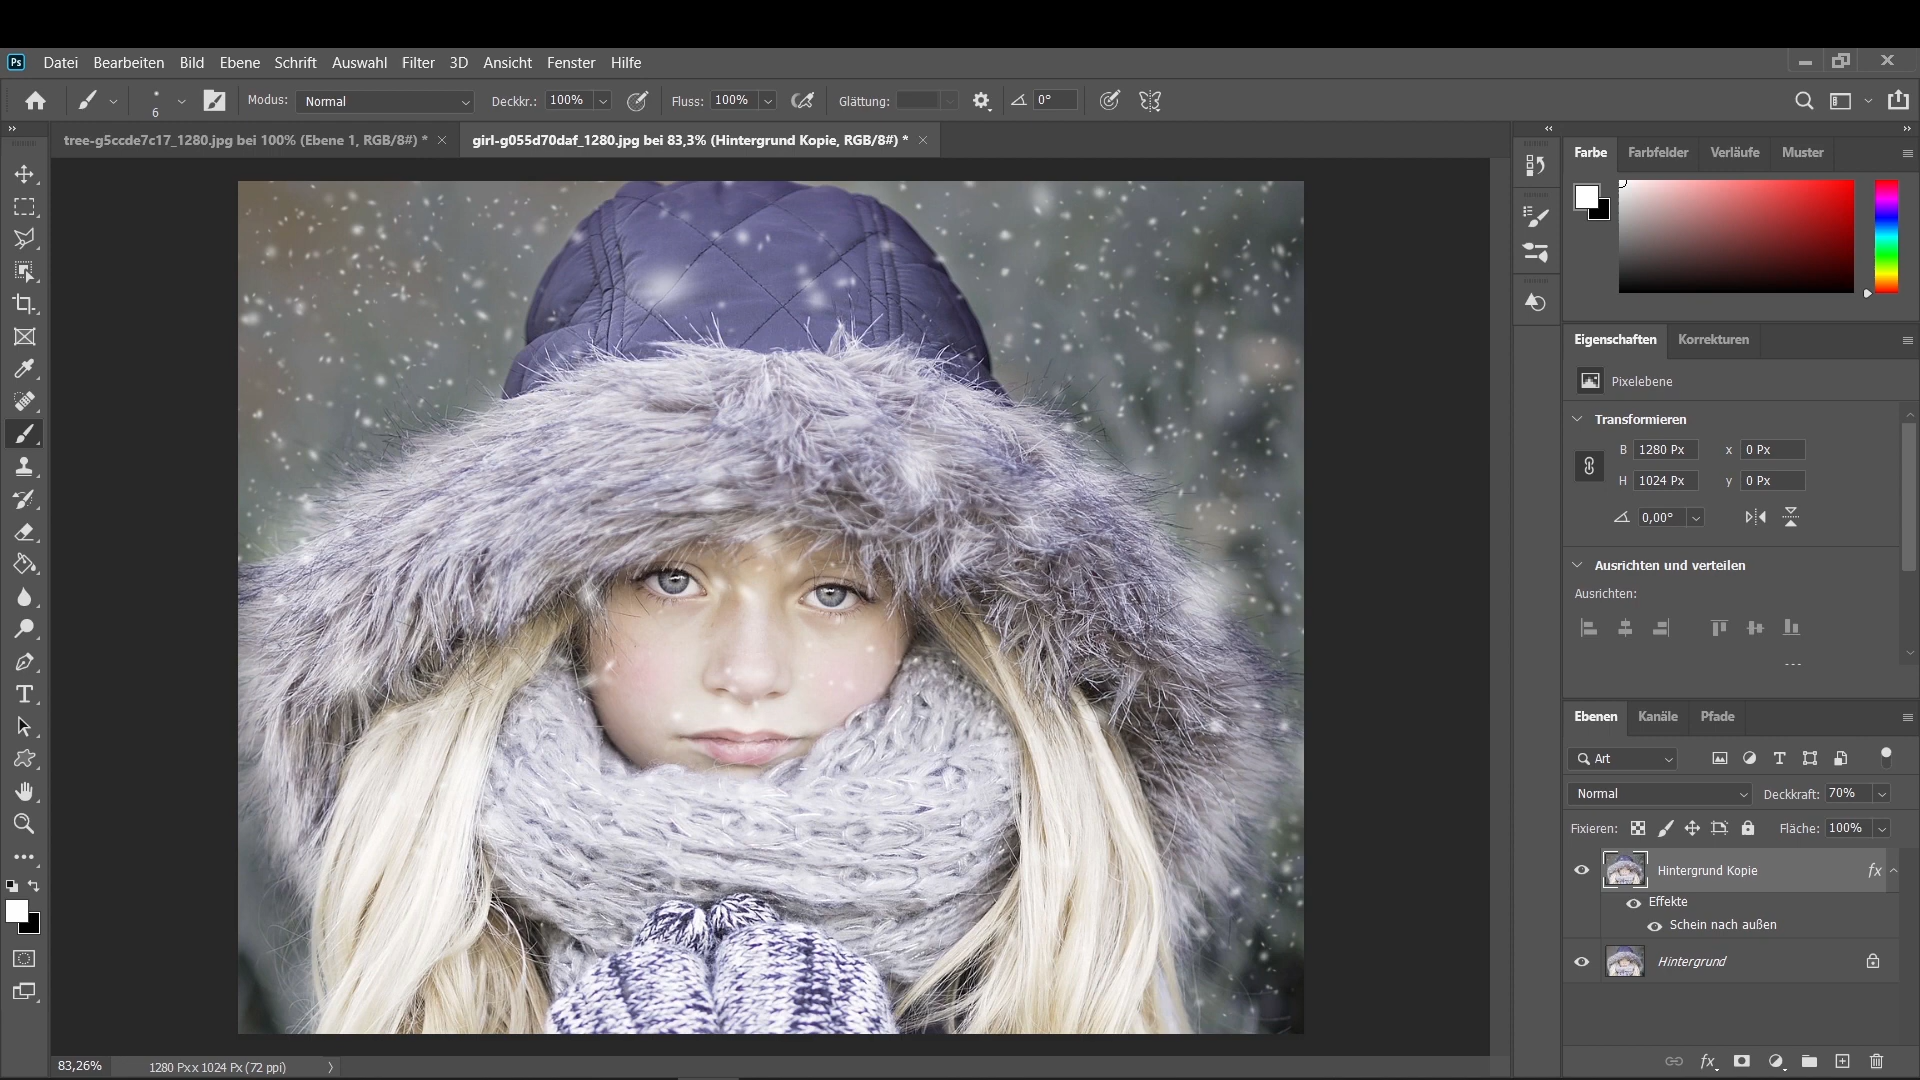 Ps Datei Bearbeiten Bild Ebene Schrift Auswahl Filter 3D Ansicht Fenster Hilfe
6 Modus: Normal Deckkr.: 100% Fluss: 100% Glättung: 0°
tree-g5ccde7c17_1280.jpg bei 100% (Ebene 1, RGB/8#) *
girl-g055d70daf_1280.jpg bei 83,3% (Hintergrund Kopie, RGB/8#) *
Farbe Farbfelder Verläufe Muster
Eigenschaften Korrekturen
Pixelebene
Transformieren
B 1280 Px x 0 Px
H 1024 Px y 0 Px
0,00°
Ausrichten und verteilen
Ausrichten:
Ebenen Kanäle Pfade
Art
Normal Deckkraft: 70%
Fixieren: Fläche: 100%
Hintergrund Kopie fx
Effekte
Schein nach außen
Hintergrund
fx
83,26% 1280 Px x 1024 Px (72 ppi)